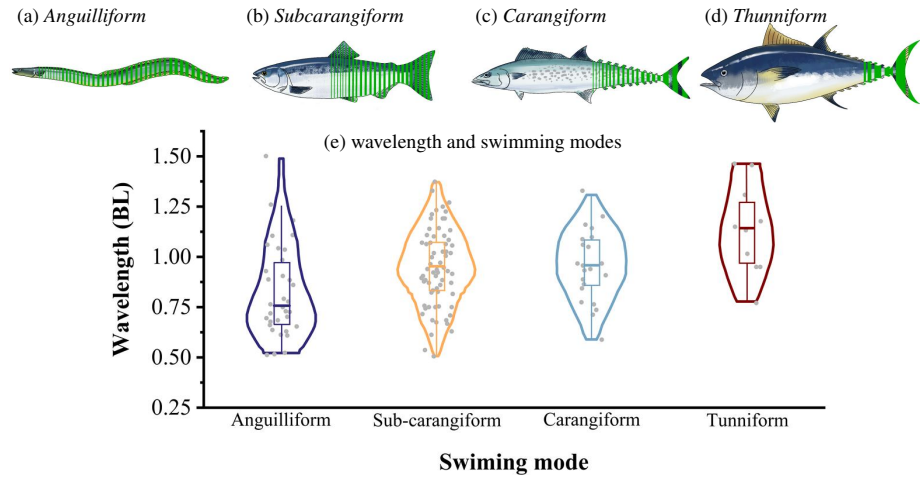 (a) Anguilliform
(b) Subcarangiform
(c) Carangiform
(d) Thunniform
(e) wavelength and swimming modes
Wavelength (BL)
1.50
1.25
1.00
0.75
0.50
0.25
Anguilliform
Sub-carangiform
Carangiform
Tunniform
Swiming mode